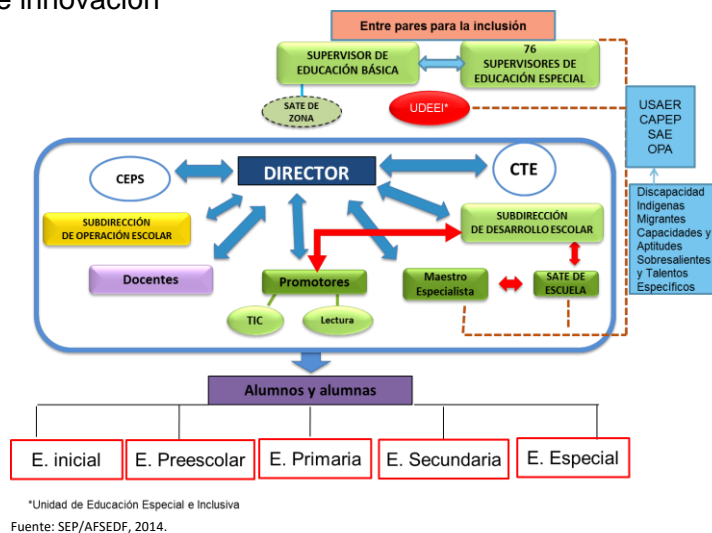 e innovación
Entre pares para la inclusión
SUPERVISOR DE
EDUCACIÓN BÁSICA
76
SUPERVISORES DE
EDUCACIÓN ESPECIAL
SATE DE
ZONA
UDEEI*
USAER
CAPEP
SAE
OPA
CEPS
DIRECTOR
CTE
Discapacidad
Indigenas
Migrantes
Capacidades y
Aptitudes
Sobresalientes
y Talentos
Específicos
SUBDIRECCIÓN
DE OPERACIÓN ESCOLAR
SUBDIRECCIÓN
DE DESARROLLO ESCOLAR
Docentes
Promotores
Maestro
Especialista
SATE DE
ESCUELA
TIC
Lectura
Alumnos y alumnas
E. inicial
E. Preescolar
E. Primaria
E. Secundaria
E. Especial
*Unidad de Educación Especial e Inclusiva
Fuente: SEP/AFSEDF, 2014.